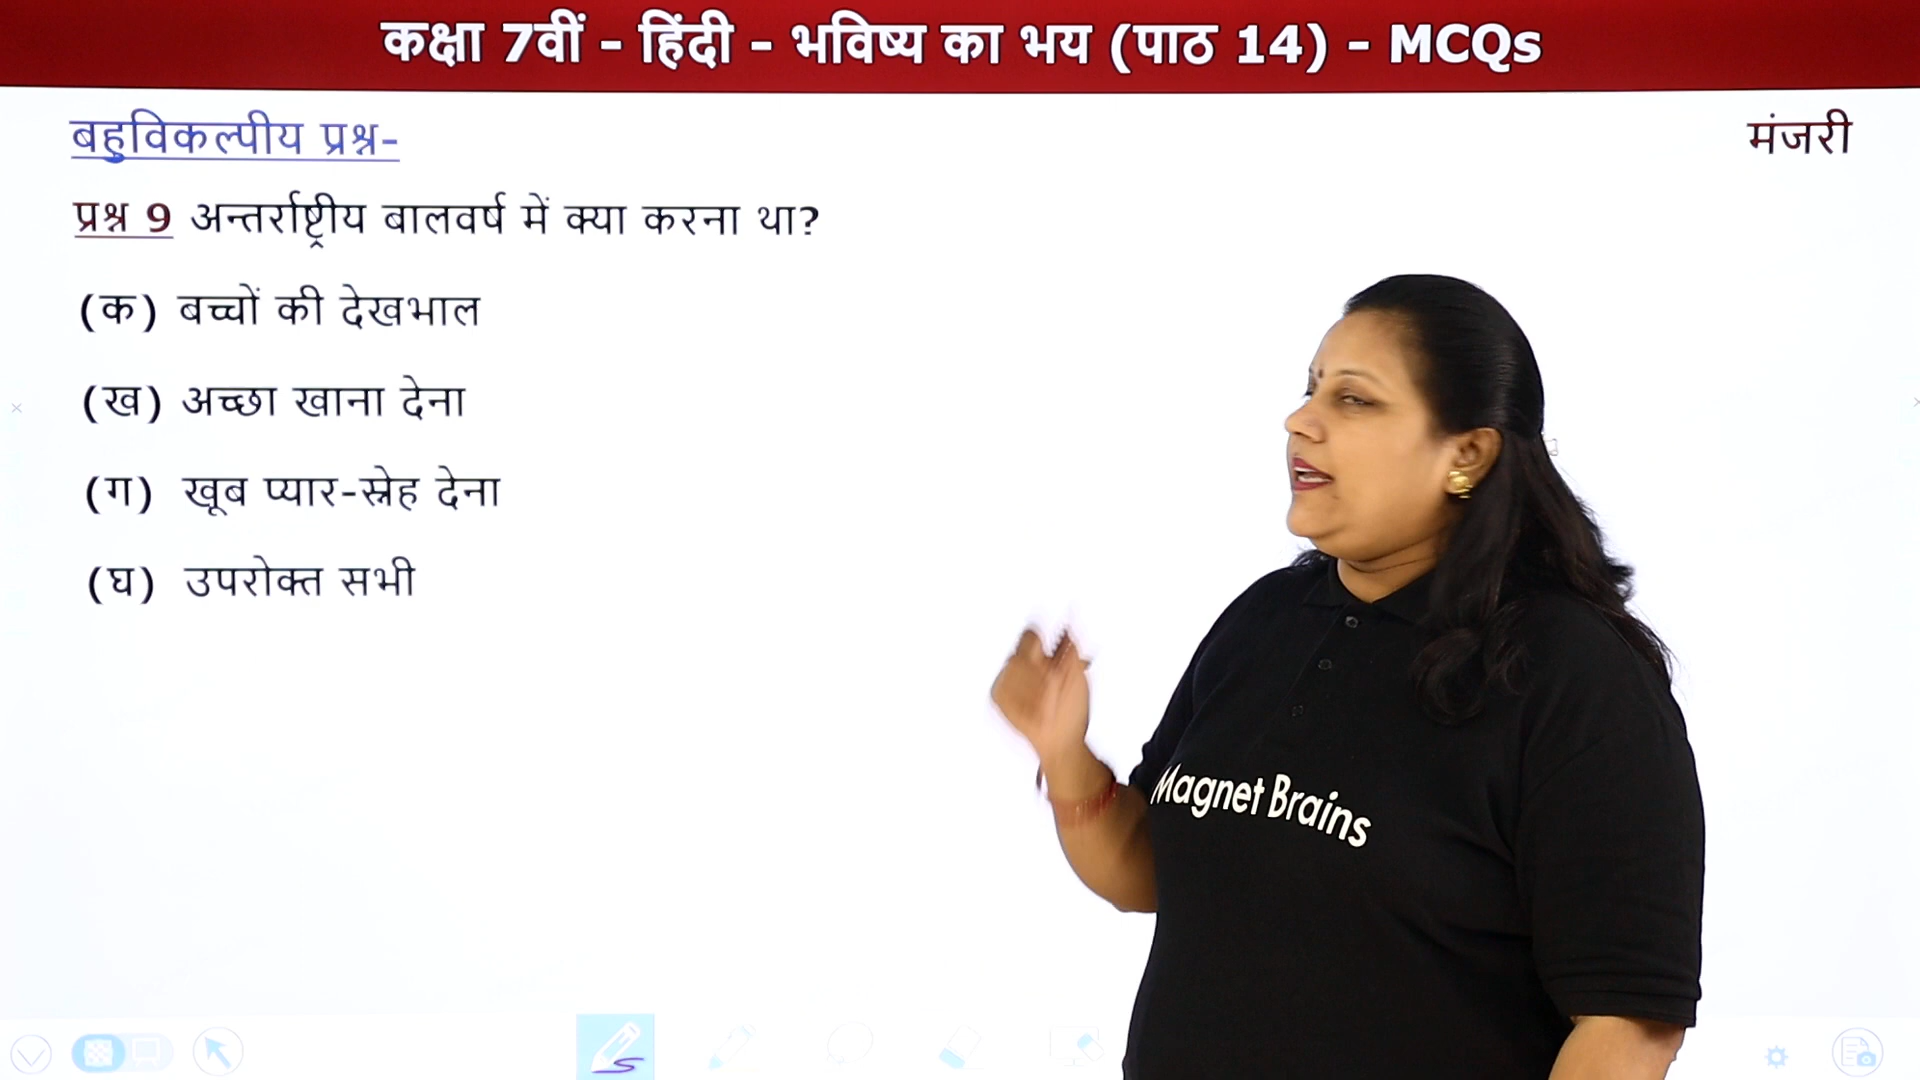 कक्षा 7वीं - हिंदी - भविष्य का भय (पाठ 14) - MCQs
बहुविकल्पीय प्रश्न-
मंजरी
प्रश्न 9 अन्तर्राष्ट्रीय बालवर्ष में क्या करना था?
(क) बच्चों की देखभाल
(ख) अच्छा खाना देना
(ग) खूब प्यार-स्नेह देना
(घ) उपरोक्त सभी
Magnet Brains